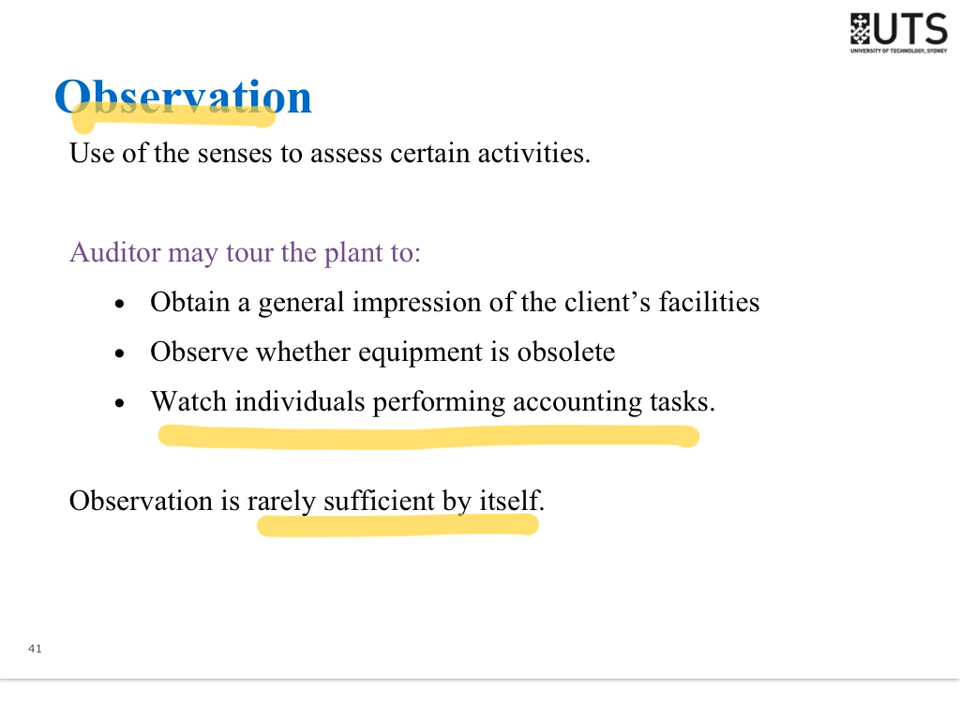 UTS
UNIVERSITY OF TECHNOLOGY, SYDNEY
Observation
Use of the senses to assess certain activities.
Auditor may tour the plant to:
• Obtain a general impression of the client’s facilities
• Observe whether equipment is obsolete
• Watch individuals performing accounting tasks.
Observation is rarely sufficient by itself.
41